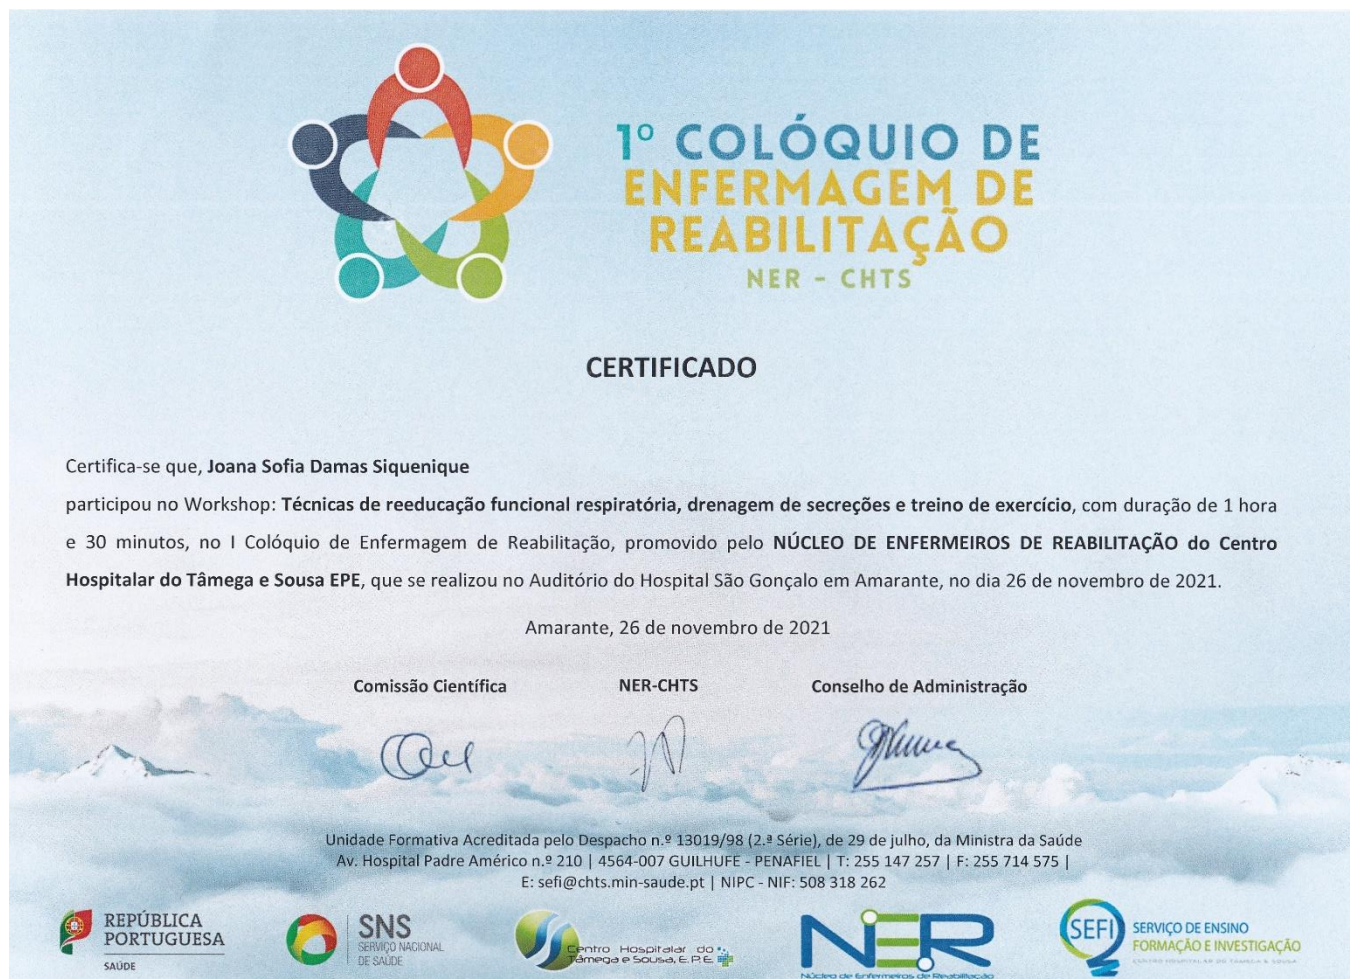 1º COLÓQUIO DE
ENFERMAGEM DE
REABILITAÇÃO
NER - CHTS
CERTIFICADO
Certifica-se que, Joana Sofia Damas Siquenique
participou no Workshop: Técnicas de reeducação funcional respiratória, drenagem de secreções e treino de exercício, com duração de 1 hora
e 30 minutos, no I Colóquio de Enfermagem de Reabilitação, promovido pelo NÚCLEO DE ENFERMEIROS DE REABILITAÇÃO do Centro
Hospitalar do Tâmega e Sousa EPE, que se realizou no Auditório do Hospital São Gonçalo em Amarante, no dia 26 de novembro de 2021.
Amarante, 26 de novembro de 2021
Comissão Científica NER-CHTS Conselho de Administração
Unidade Formativa Acreditada pelo Despacho n.º 13019/98 (2.ª Série), de 29 de julho, da Ministra da Saúde
Av. Hospital Padre Américo n.º 210 | 4564-007 GUILHUFE - PENAFIEL | T: 255 147 257 | F: 255 714 575 |
E: sefi@chts.min-saude.pt | NIPC - NIF: 508 318 262
REPÚBLICA
PORTUGUESA
SAÚDE
SNS
SERVIÇO NACIONAL
DE SAÚDE
Centro Hospitalar do
Tâmega e Sousa, E.P.E.
NER
Núcleo de Enfermeiros de Reabilitação
SEFI
SERVIÇO DE ENSINO
FORMAÇÃO E INVESTIGAÇÃO
CENTRO HOSPITALAR DO TÂMEGA E SOUSA